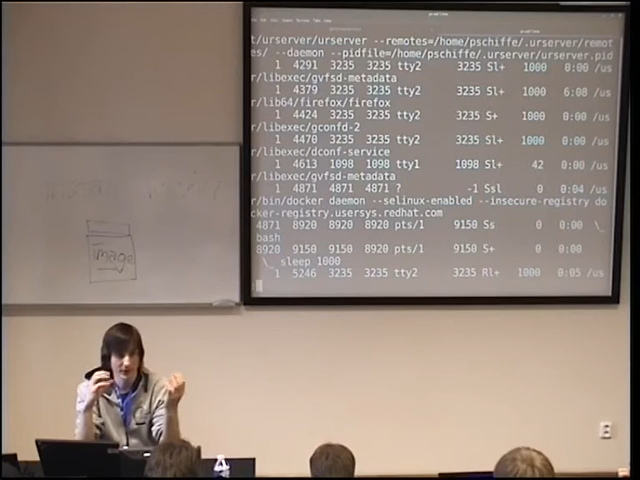 t/urserver/urserver --remotes=/home/pschiffe/.urserver/remot
es/ --daemon --pidfile=/home/pschiffe/.urserver/urserver.pid
1 4291 3235 3235 tty2 3235 Sl+ 1000 0:00 /us
r/libexec/gvfsd-metadata
1 4379 3235 3235 tty2 3235 Sl+ 1000 6:08 /us
r/lib64/firefox/firefox
1 4424 3235 3235 tty2 3235 S+ 1000 0:00 /us
r/libexec/gconfd-2
1 4470 3235 3235 tty2 3235 Sl+ 1000 0:00 /us
r/libexec/dconf-service
1 4613 1098 1098 tty1 1098 Sl+ 42 0:00 /us
r/libexec/gvfsd-metadata
1 4871 4871 4871 ? -1 Ssl 0 0:04 /us
r/bin/docker daemon --selinux-enabled --insecure-registry do
cker-registry.usersys.redhat.com
4871 8920 8920 8920 pts/1 9150 Ss 0 0:00 \_
bash
8920 9150 9150 8920 pts/1 9150 S+ 0 0:00
\_ sleep 1000
1 5246 3235 3235 tty2 3235 Rl+ 1000 0:05 /us
image